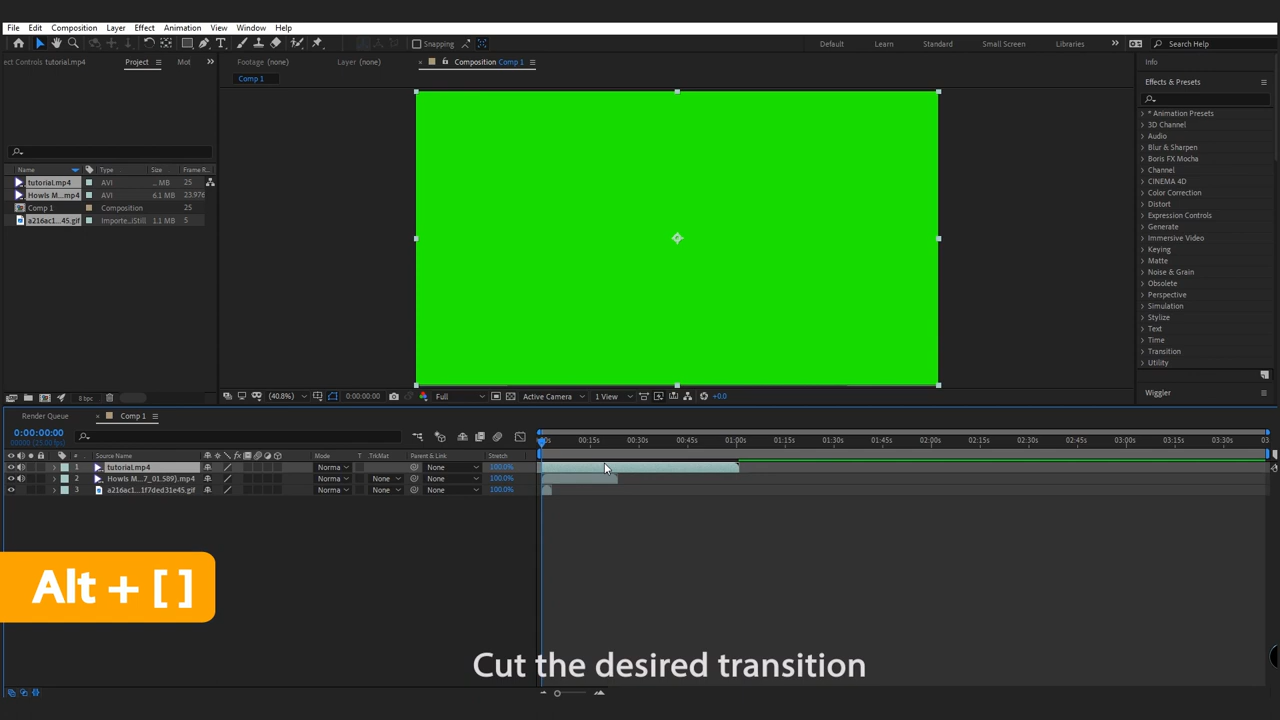 File Edit Composition Layer Effect Animation View Window Help
Snapping
Default Learn Standard Small Screen Libraries Search Help
ect Controls tutorial.mp4 Project Mot
Footage (none) Layer (none) Composition Comp 1
Comp 1
Name Type Size Frame R...
tutorial.mp4 AVI ... MB 25
Howls M....mp4 AVI 6.1 MB 23.976
Comp 1 Composition 25
a216ac1...45.gif Importe...iStill 1.1 MB 5
Info
Effects & Presets
* Animation Presets
3D Channel
Audio
Blur & Sharpen
Boris FX Mocha
Channel
CINEMA 4D
Color Correction
Distort
Expression Controls
Generate
Immersive Video
Keying
Matte
Noise & Grain
Obsolete
Perspective
Simulation
Stylize
Text
Time
Transition
Utility
Wiggler
8 bpc
(40.8%) 0:00:00:00 Full Active Camera 1 View +0.0
Render Queue Comp 1
0:00:00:00
00000 (25.00 fps)
:00s 00:15s 00:30s 00:45s 01:00s 01:15s 01:30s 01:45s 02:00s 02:15s 02:30s 02:45s 03:00s 03:15s 03:30s 03:
# Source Name Mode T TrkMat Parent & Link Stretch
1 tutorial.mp4 Norma None 100.0%
2 Howls M...7_01.589).mp4 Norma None None 100.0%
3 a216ac1...1f7ded31e45.gif Norma None None 100.0%
Alt + [ ]
Cut the desired transition